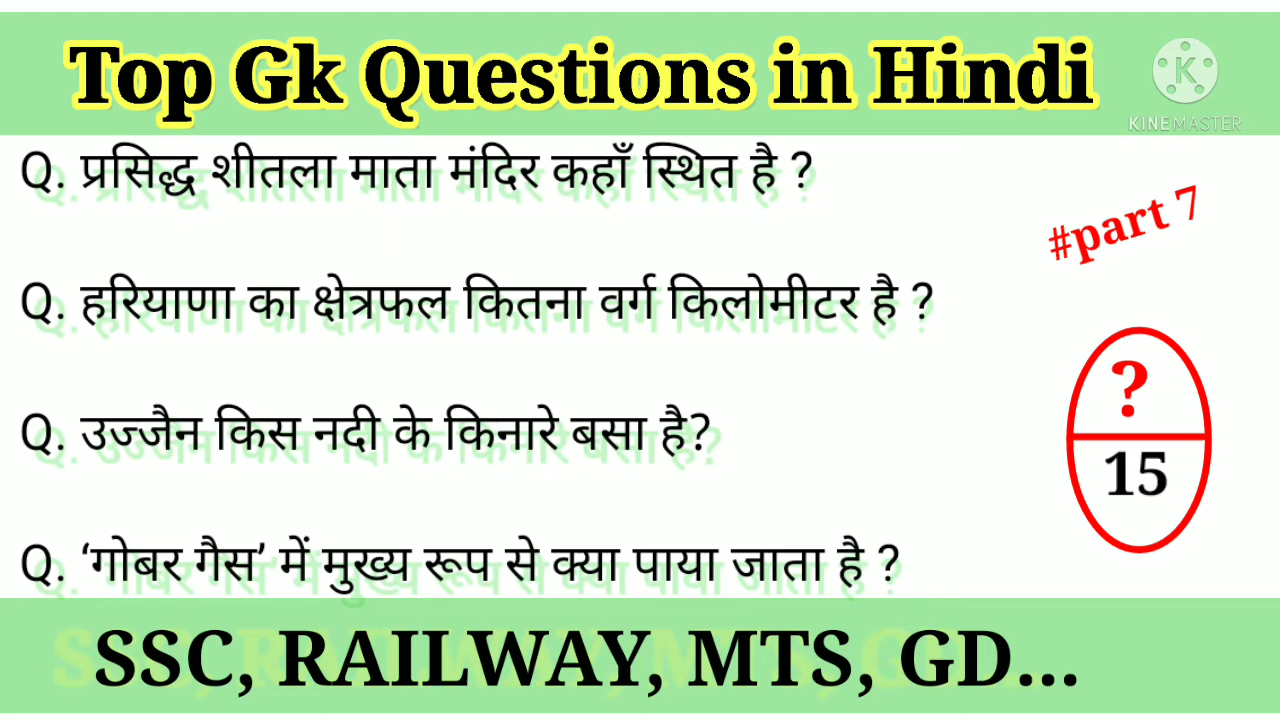 Top Gk Questions in Hindi
K
KINEMASTER
Q. प्रसिद्ध शीतला माता मंदिर कहाँ स्थित है ?
#part 7
Q. हरियाणा का क्षेत्रफल कितना वर्ग किलोमीटर है ?
Q. उज्जैन किस नदी के किनारे बसा है?
?
15
Q. ‘गोबर गैस’ में मुख्य रूप से क्या पाया जाता है ?
SSC, RAILWAY, MTS, GD...